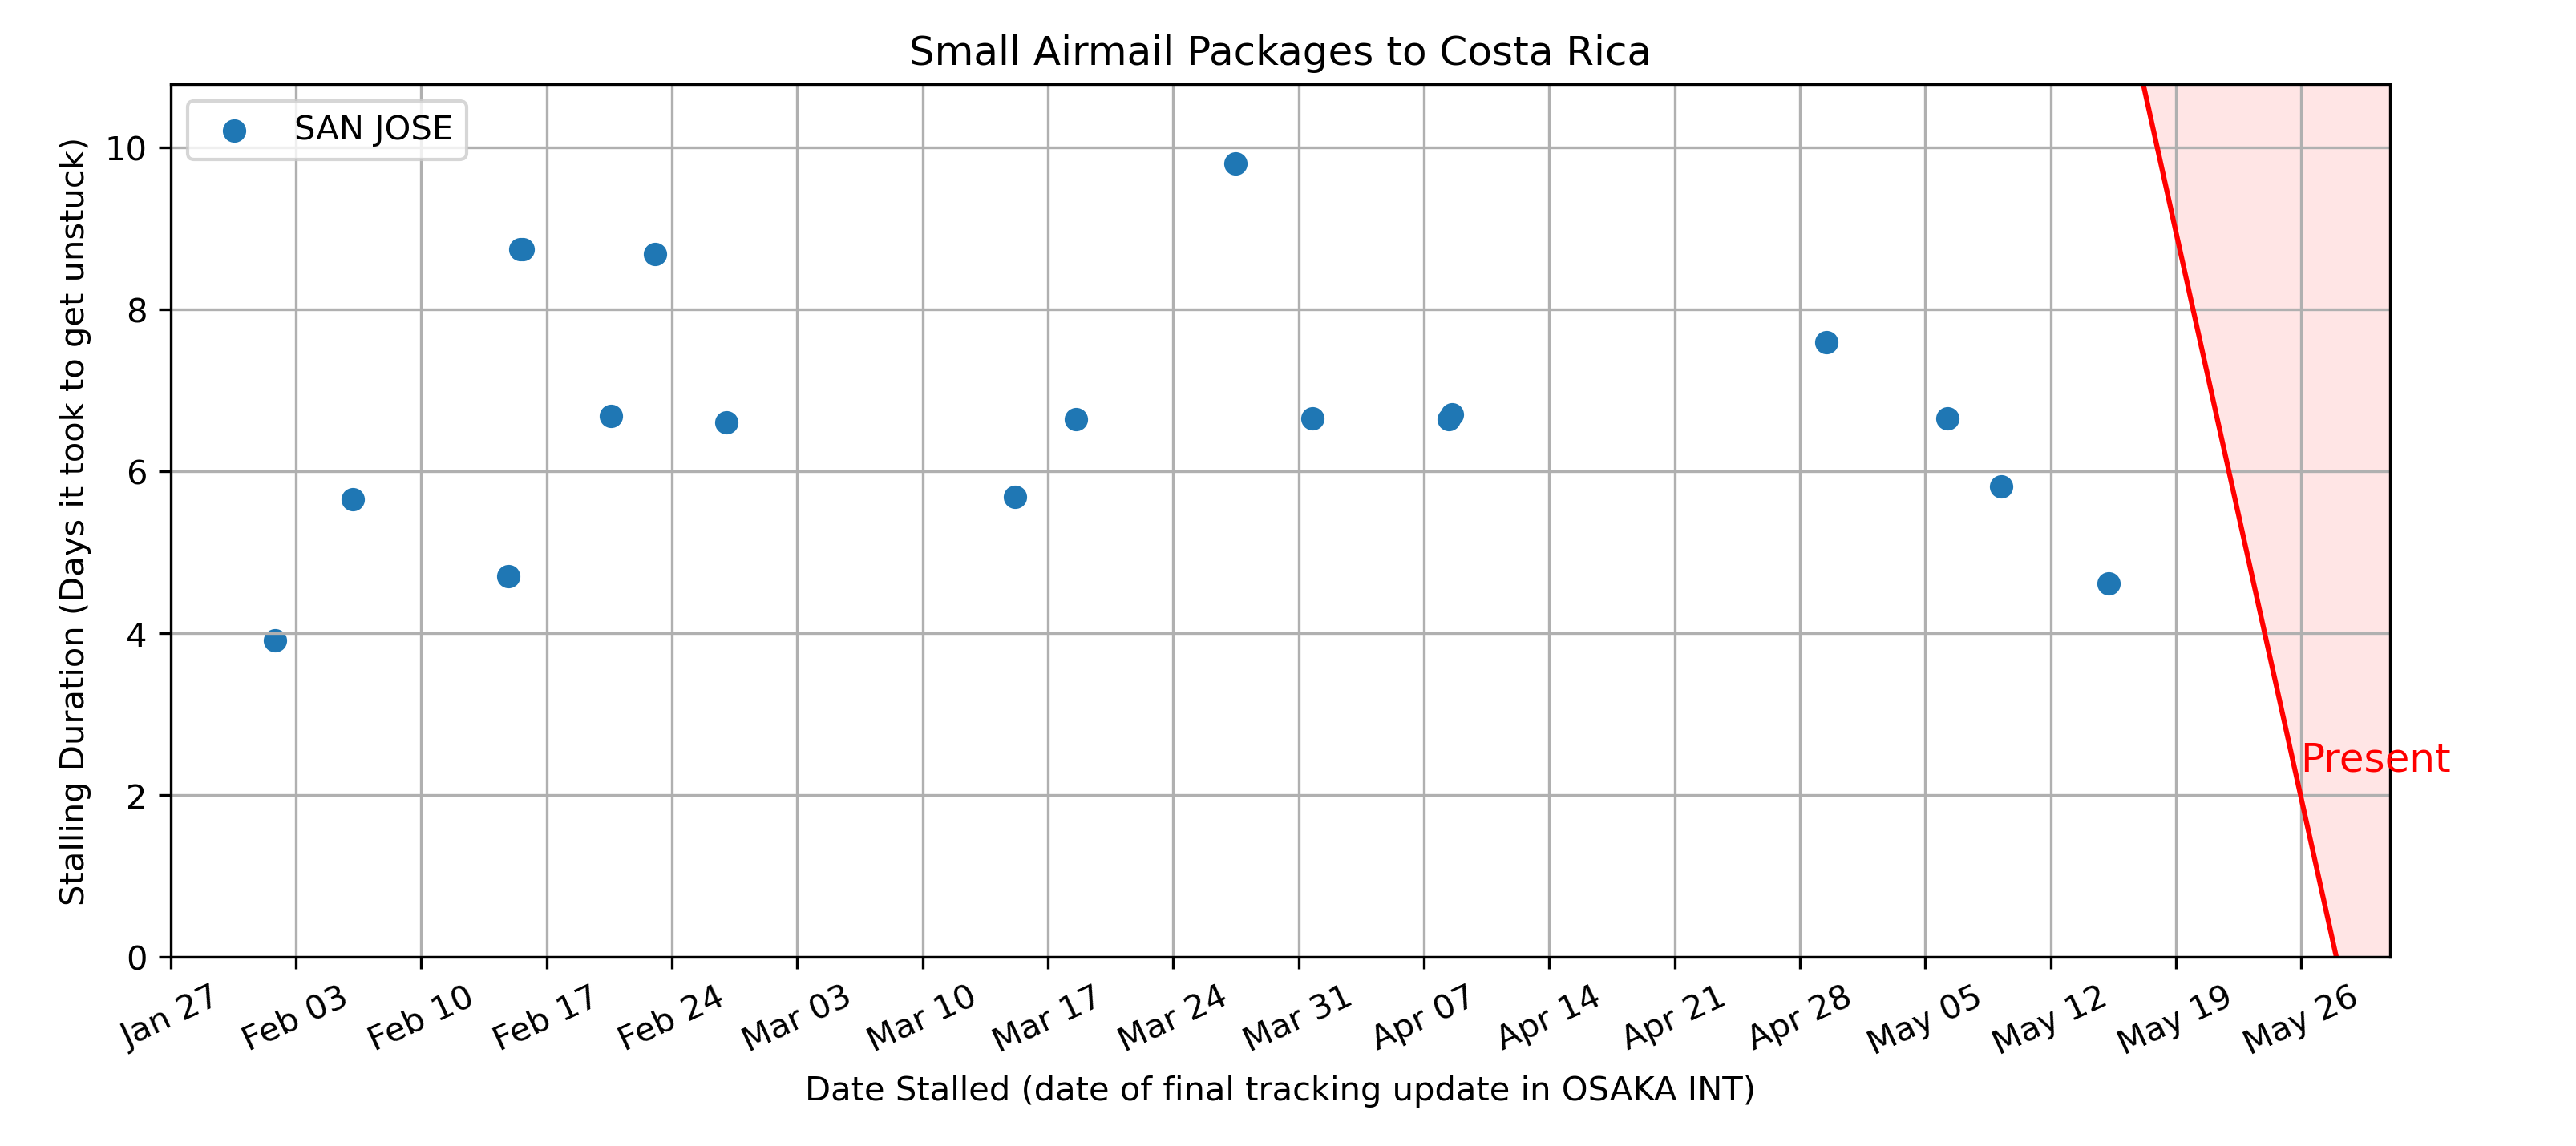 Small Airmail Packages to Costa Rica
SAN JOSE
Stalling Duration (Days it took to get unstuck)
10
8
6
4
2
0
Present
Jan 27
Feb 03
Feb 10
Feb 17
Feb 24
Mar 03
Mar 10
Mar 17
Mar 24
Mar 31
Apr 07
Apr 14
Apr 21
Apr 28
May 05
May 12
May 19
May 26
Date Stalled (date of final tracking update in OSAKA INT)